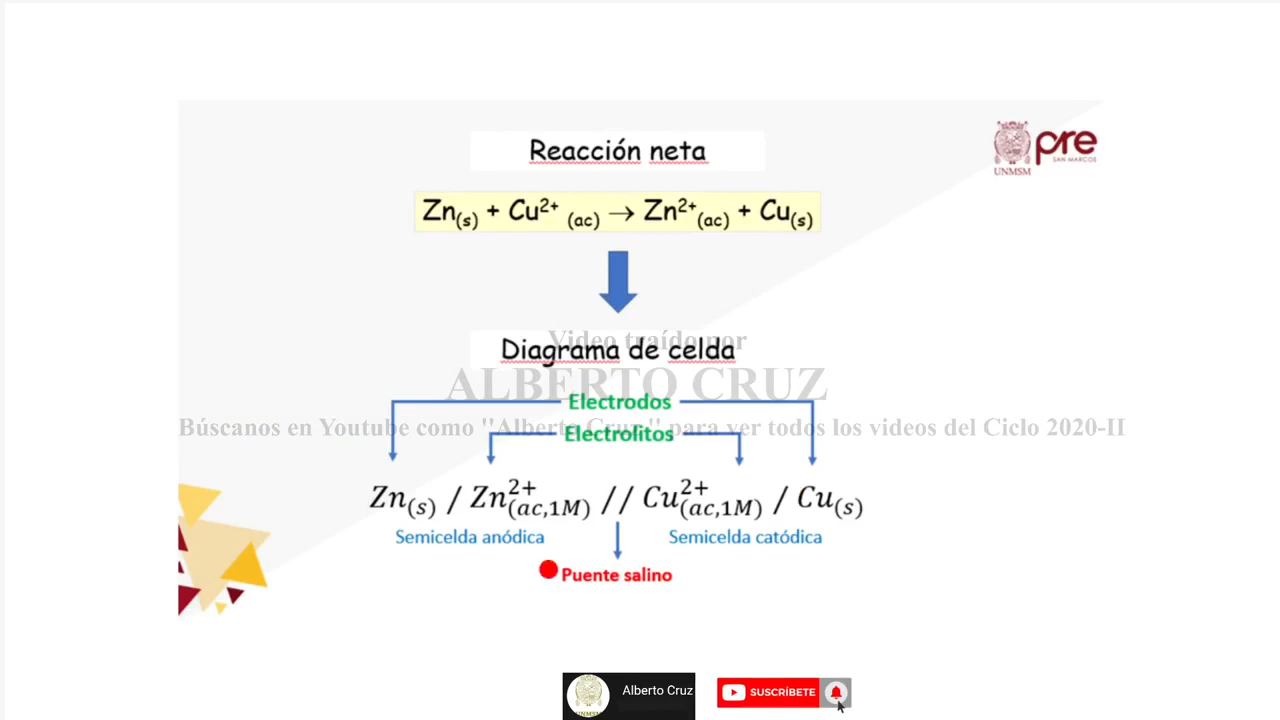 Reacción neta
pre
SAN MARCOS
UNMSM
Zn(s) + Cu2+ (ac) → Zn2+(ac) + Cu(s)
Video traído por
Diagrama de celda
ALBERTO CRUZ
Electrodos
Búscanos en Youtube como "Alberto Cruz" para ver todos los videos del Ciclo 2020-II
Electrolitos
Zn(s) / Zn2+(ac,1M) // Cu2+(ac,1M) / Cu(s)
Semicelda anódica Semicelda catódica
Puente salino
Alberto Cruz
SUSCRÍBETE
UNMSM